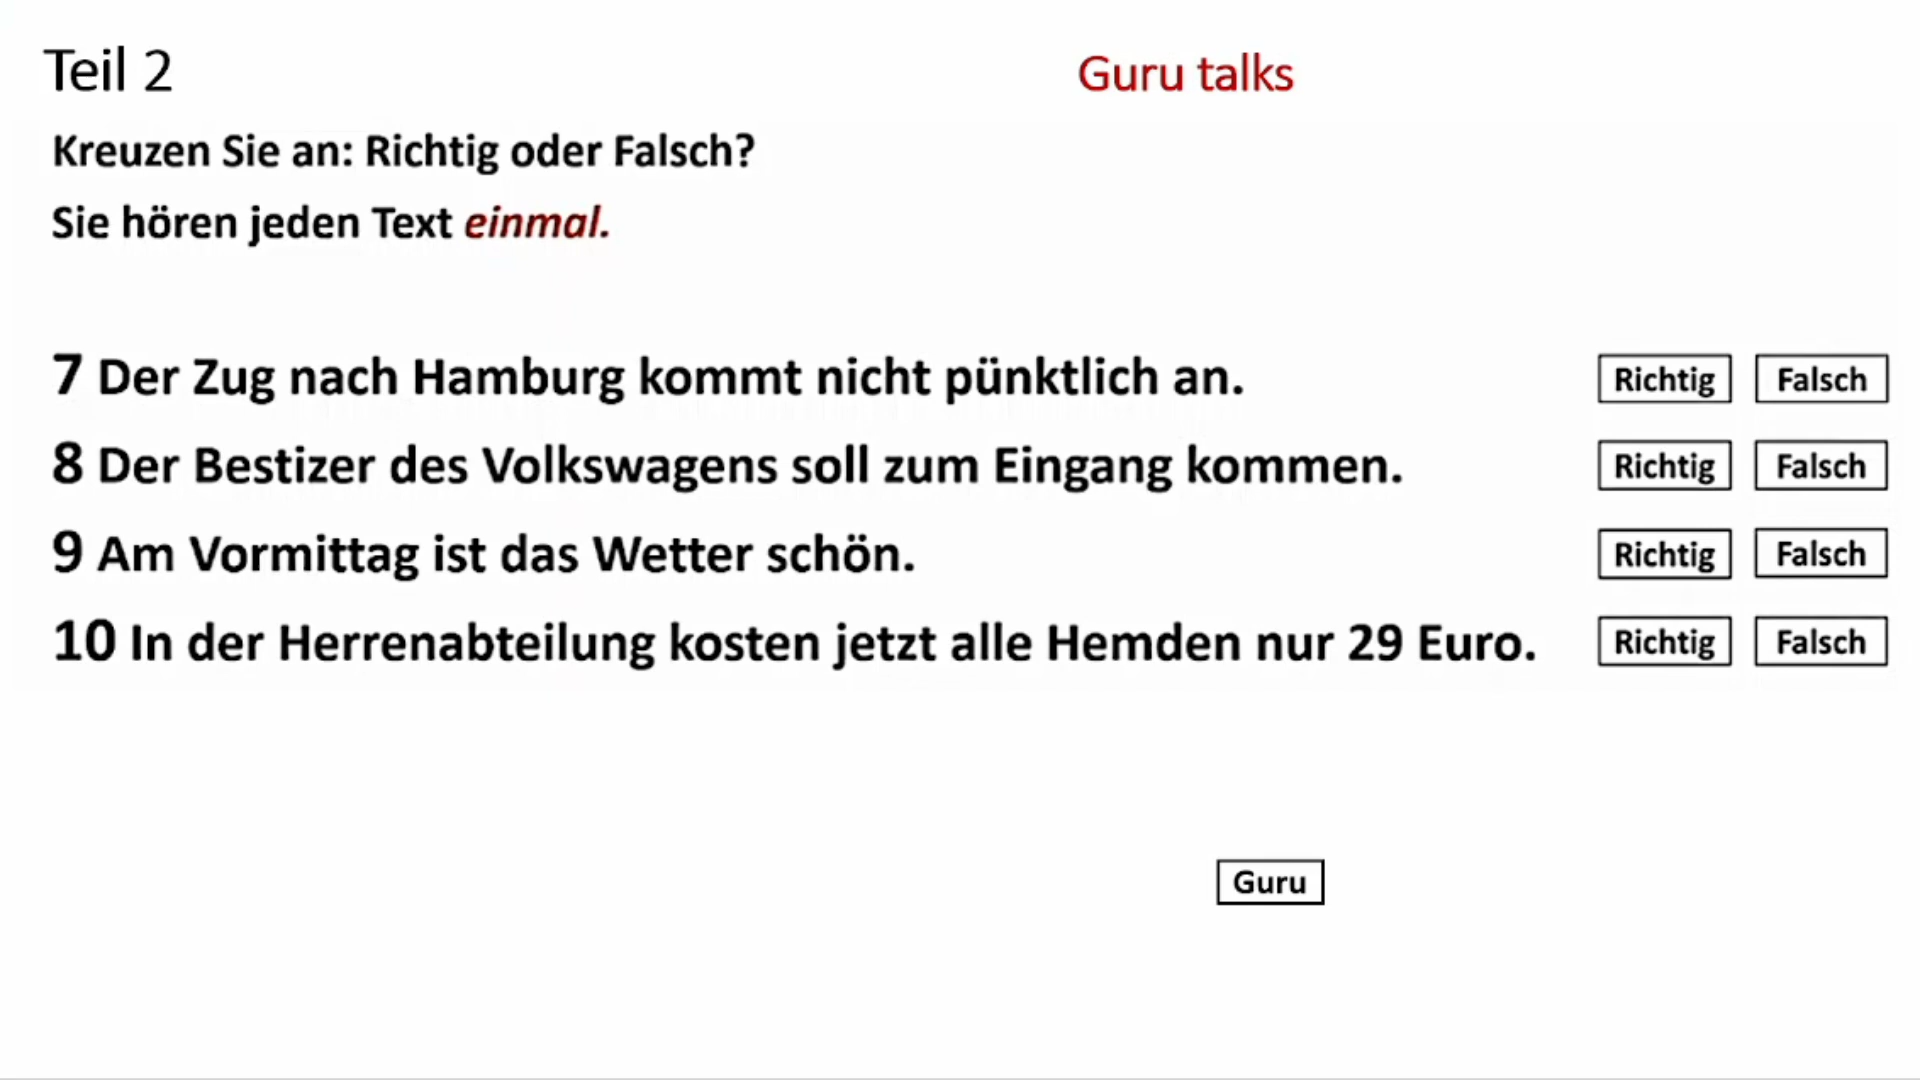 Teil 2
Guru talks
Kreuzen Sie an: Richtig oder Falsch?
Sie hören jeden Text einmal.
7 Der Zug nach Hamburg kommt nicht pünktlich an. Richtig Falsch
8 Der Bestizer des Volkswagens soll zum Eingang kommen. Richtig Falsch
9 Am Vormittag ist das Wetter schön. Richtig Falsch
10 In der Herrenabteilung kosten jetzt alle Hemden nur 29 Euro. Richtig Falsch
Guru